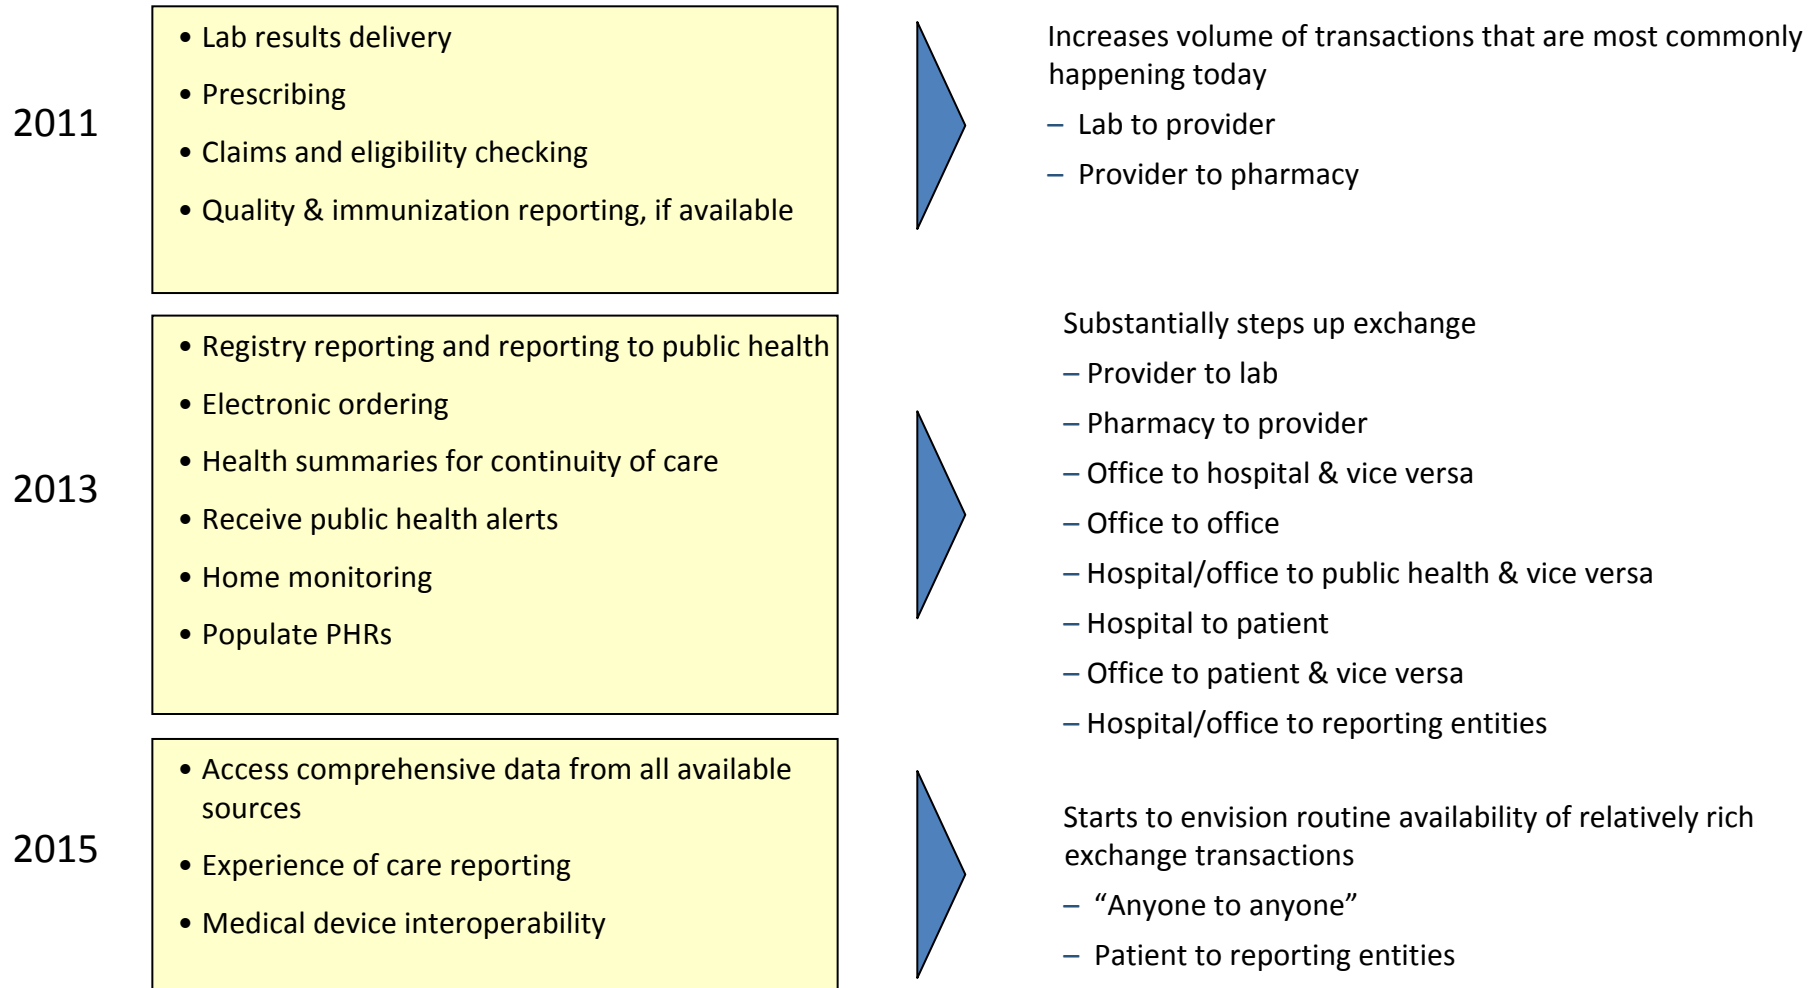 2011
• Lab results delivery
• Prescribing
• Claims and eligibility checking
• Quality & immunization reporting, if available
Increases volume of transactions that are most commonly
happening today
– Lab to provider
– Provider to pharmacy
2013
• Registry reporting and reporting to public health
• Electronic ordering
• Health summaries for continuity of care
• Receive public health alerts
• Home monitoring
• Populate PHRs
Substantially steps up exchange
– Provider to lab
– Pharmacy to provider
– Office to hospital & vice versa
– Office to office
– Hospital/office to public health & vice versa
– Hospital to patient
– Office to patient & vice versa
– Hospital/office to reporting entities
2015
• Access comprehensive data from all available
sources
• Experience of care reporting
• Medical device interoperability
Starts to envision routine availability of relatively rich
exchange transactions
– “Anyone to anyone”
– Patient to reporting entities